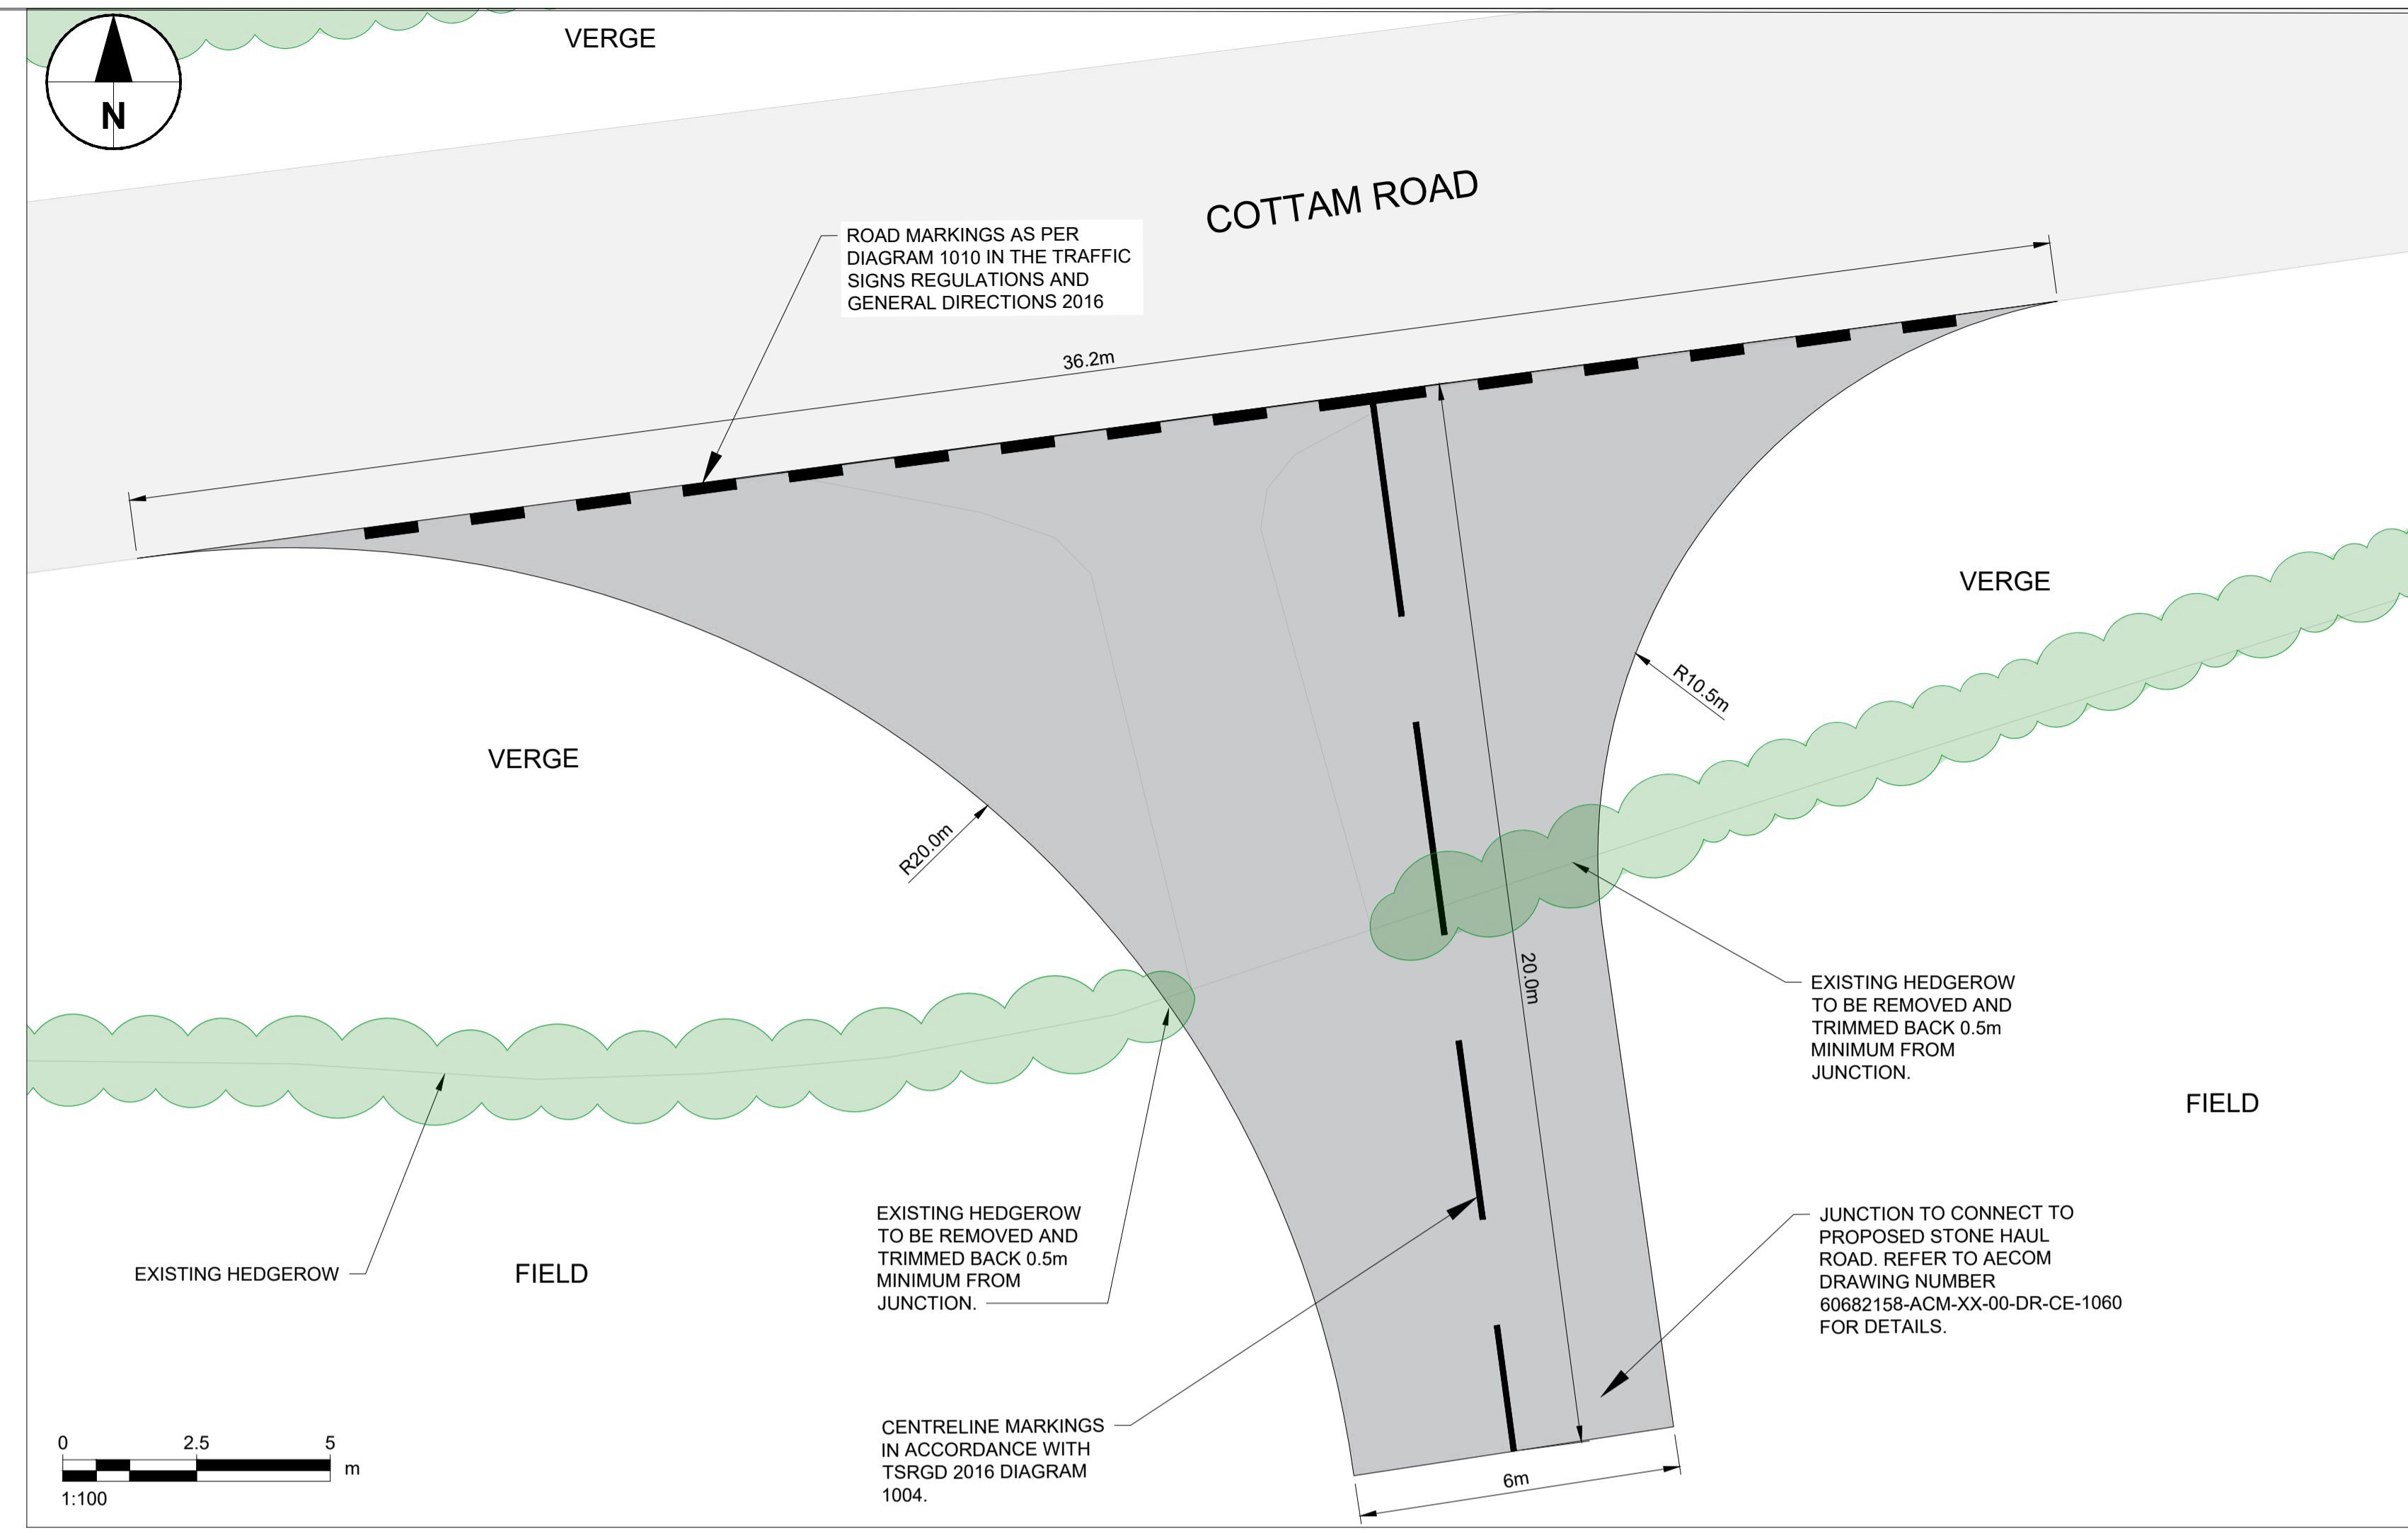 VERGE
N
COTTAM ROAD
ROAD MARKINGS AS PER
DIAGRAM 1010 IN THE TRAFFIC
SIGNS REGULATIONS AND
GENERAL DIRECTIONS 2016
36.2m
VERGE
R10.5m
VERGE
R20.0m
20.0m
EXISTING HEDGEROW
TO BE REMOVED AND
TRIMMED BACK 0.5m
MINIMUM FROM
JUNCTION.
FIELD
EXISTING HEDGEROW
TO BE REMOVED AND
TRIMMED BACK 0.5m
MINIMUM FROM
JUNCTION.
JUNCTION TO CONNECT TO
PROPOSED STONE HAUL
ROAD. REFER TO AECOM
DRAWING NUMBER
60682158-ACM-XX-00-DR-CE-1060
FOR DETAILS.
EXISTING HEDGEROW
FIELD
CENTRELINE MARKINGS
IN ACCORDANCE WITH
TSRGD 2016 DIAGRAM
1004.
0 2.5 5
m
1:100
6m